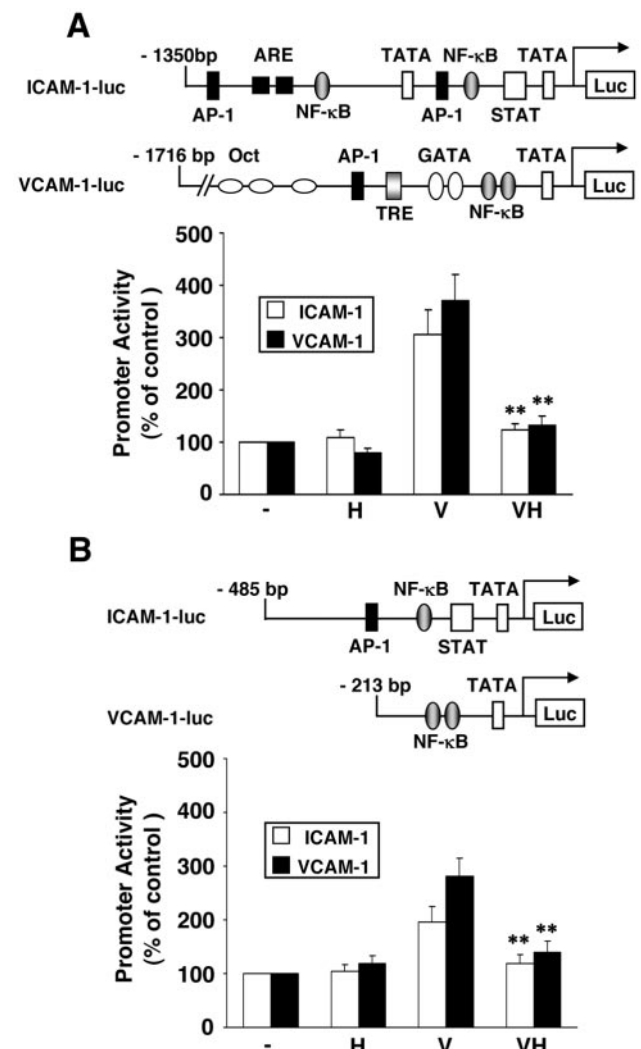 A
- 1350bp ARE TATA NF-κB TATA
ICAM-1-luc Luc
AP-1 NF-κB AP-1 STAT
- 1716 bp Oct AP-1 GATA TATA
VCAM-1-luc Luc
TRE NF-κB
500
400
300
200
100
0
Promoter Activity
(% of control )
ICAM-1
VCAM-1
** **
- H V VH
B
- 485 bp NF-κB TATA
ICAM-1-luc Luc
AP-1 STAT
- 213 bp TATA
VCAM-1-luc Luc
NF-κB
500
400
300
200
100
0
Promoter Activity
(% of control )
ICAM-1
VCAM-1
** **
- H V VH